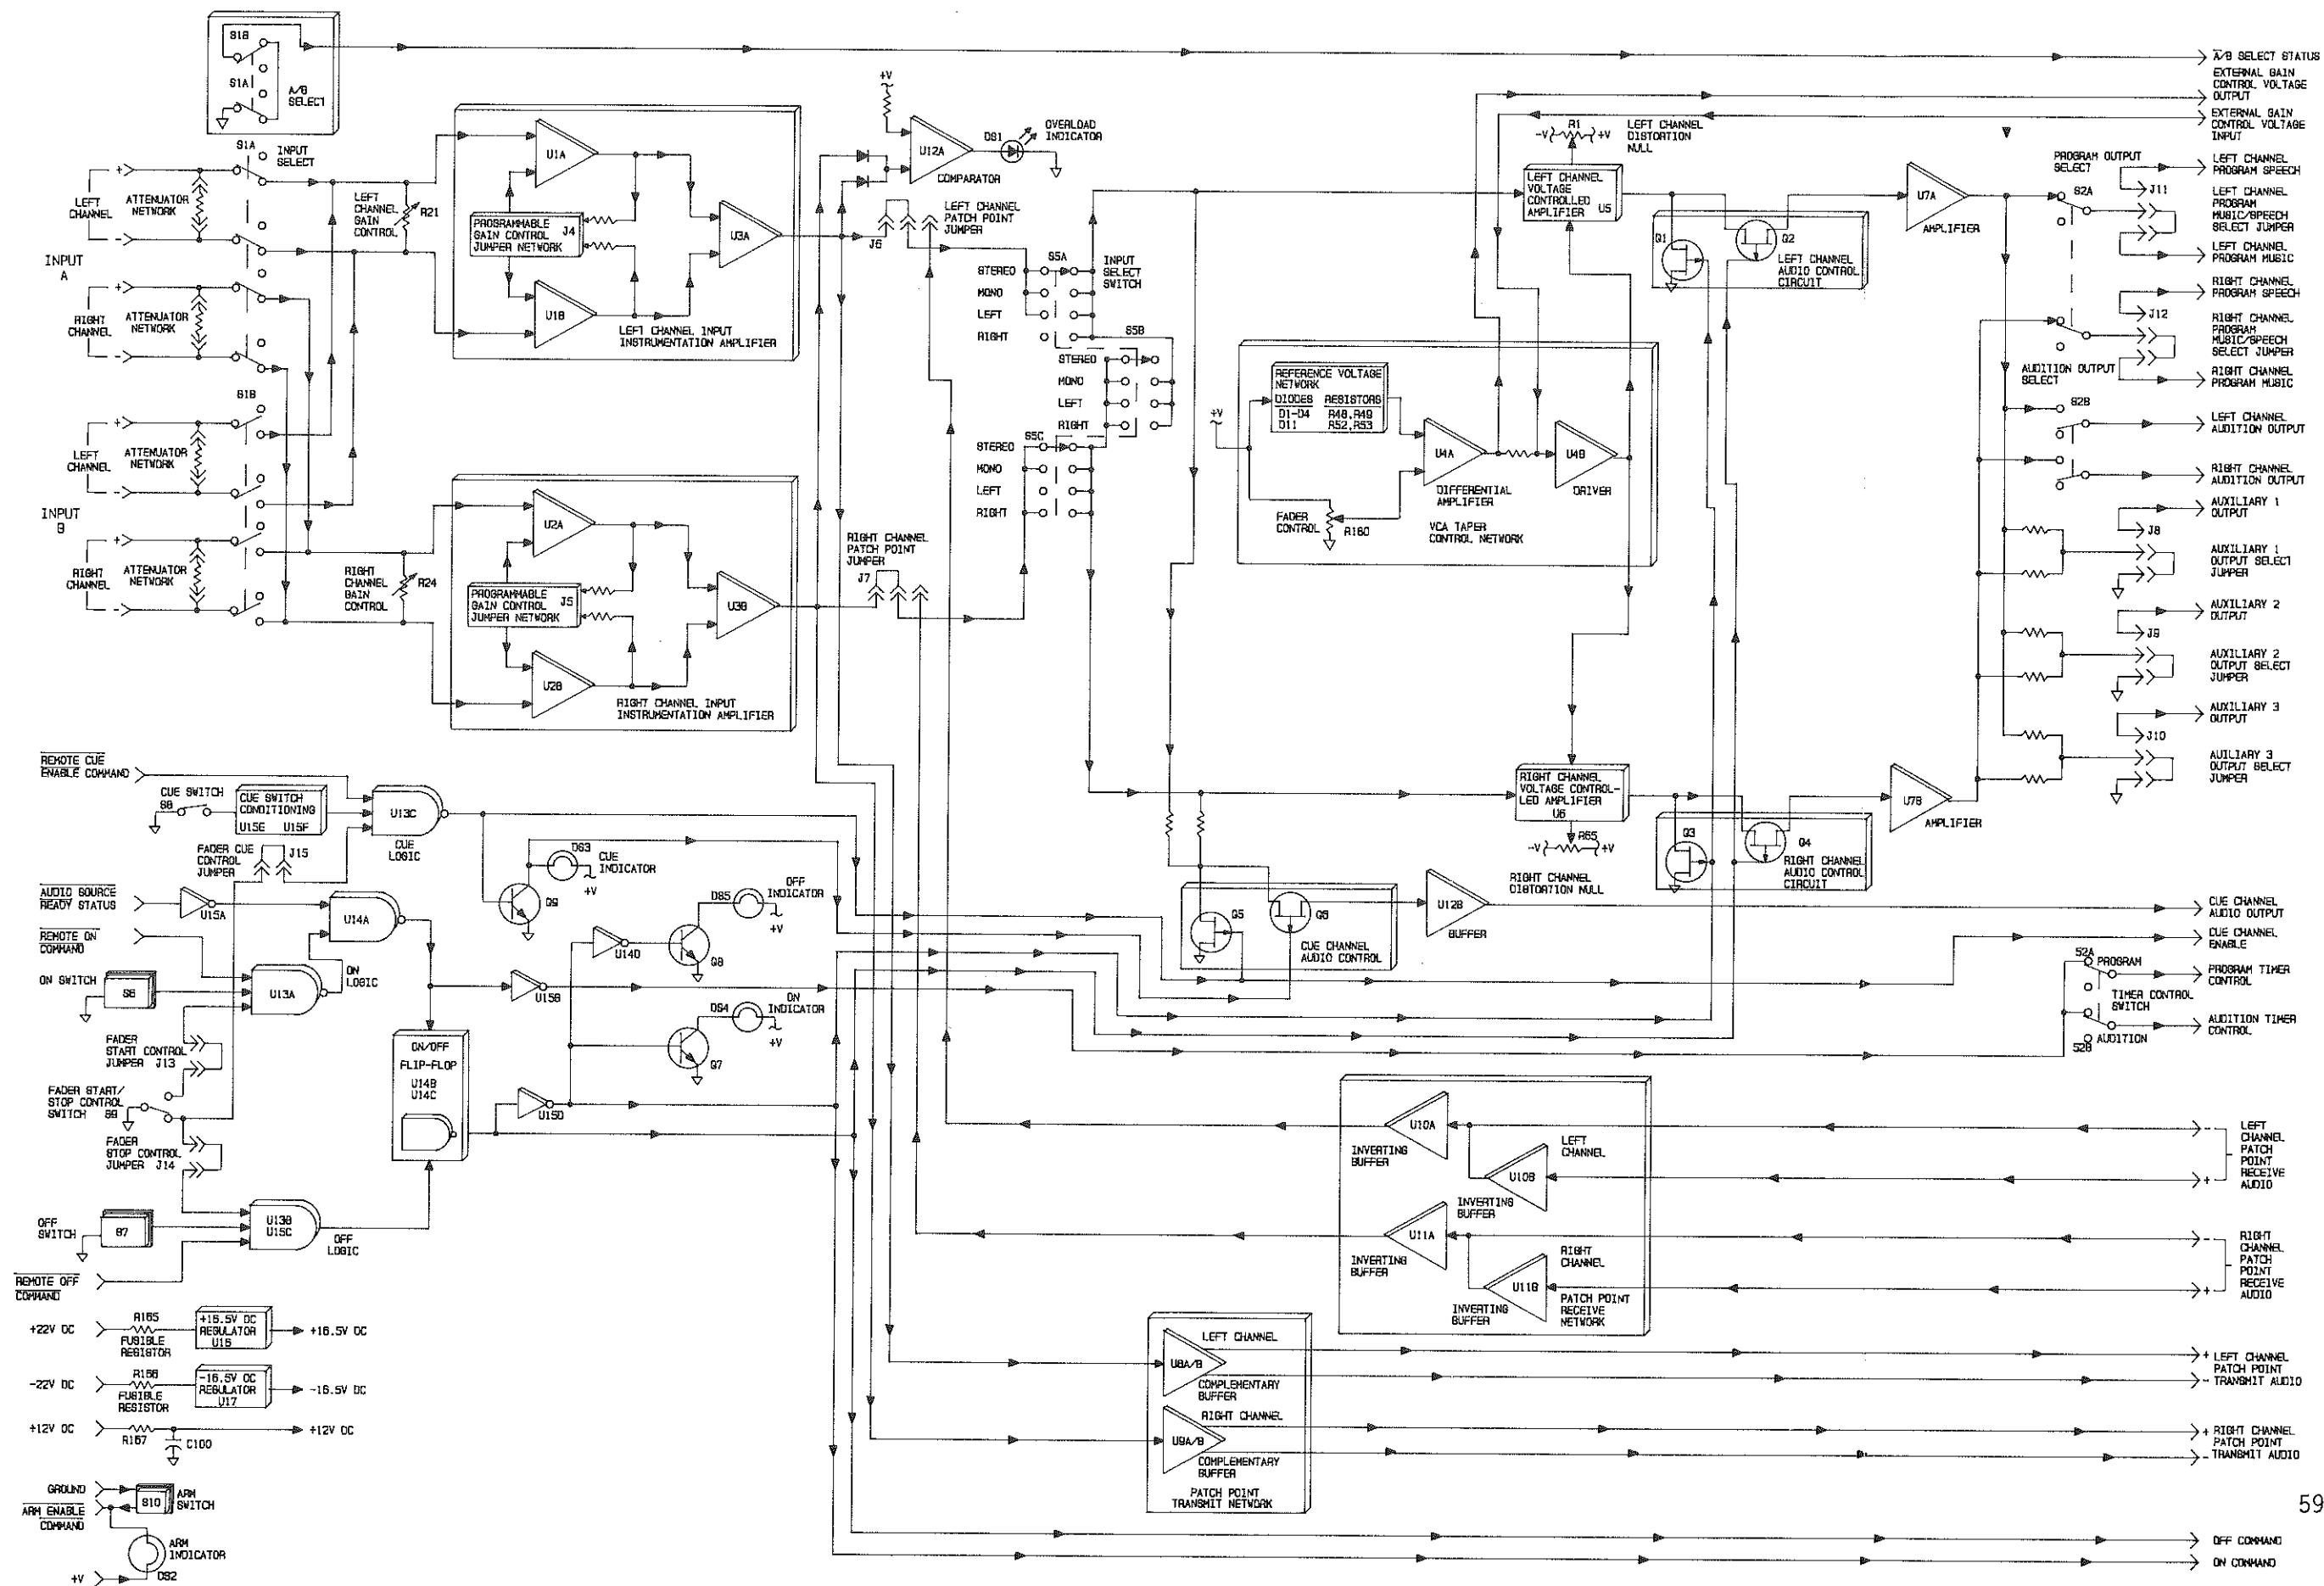 S1B
S1A
A/B
SELECT
A/B SELECT STATUS
EXTERNAL GAIN
CONTROL VOLTAGE
OUTPUT
EXTERNAL GAIN
CONTROL VOLTAGE
INPUT
S1A
INPUT
SELECT
LEFT
CHANNEL
ATTENUATOR
NETWORK
LEFT
CHANNEL
GAIN
CONTROL
R21
INPUT
A
RIGHT
CHANNEL
ATTENUATOR
NETWORK
S1B
LEFT
CHANNEL
ATTENUATOR
NETWORK
INPUT
B
RIGHT
CHANNEL
ATTENUATOR
NETWORK
RIGHT
CHANNEL
GAIN
CONTROL
R24
U1A
PROGRAMMABLE
GAIN CONTROL
JUMPER NETWORK
J4
U1B
U3A
LEFT CHANNEL INPUT
INSTRUMENTATION AMPLIFIER
U2A
PROGRAMMABLE
GAIN CONTROL
JUMPER NETWORK
J5
U2B
U3B
RIGHT CHANNEL INPUT
INSTRUMENTATION AMPLIFIER
+V
U12A
COMPARATOR
DS1
OVERLOAD
INDICATOR
LEFT CHANNEL
PATCH POINT
JUMPER
J6
RIGHT CHANNEL
PATCH POINT
JUMPER
J7
S5A
INPUT
SELECT
SWITCH
STEREO
MONO
LEFT
RIGHT
S5B
STEREO
MONO
LEFT
RIGHT
S5C
STEREO
MONO
LEFT
RIGHT
R1
-V
+V
LEFT CHANNEL
DISTORTION
NULL
LEFT CHANNEL
VOLTAGE
CONTROLLED
AMPLIFIER U5
Q1
Q2
LEFT CHANNEL
AUDIO CONTROL
CIRCUIT
U7A
AMPLIFIER
REFERENCE VOLTAGE
NETWORK
DIODES RESISTORS
D1-D4 R48,R49
D11 R52,R53
+V
U4A
DIFFERENTIAL
AMPLIFIER
U4B
DRIVER
FADER
CONTROL
R160
VCA TAPER
CONTROL NETWORK
RIGHT CHANNEL
VOLTAGE CONTROL-
LED AMPLIFIER
U6
R65
-V
+V
RIGHT CHANNEL
DISTORTION NULL
Q3
Q4
RIGHT CHANNEL
AUDIO CONTROL
CIRCUIT
U7B
AMPLIFIER
PROGRAM OUTPUT
SELECT
S2A
J11
LEFT CHANNEL
PROGRAM SPEECH
LEFT CHANNEL
PROGRAM
MUSIC/SPEECH
SELECT JUMPER
LEFT CHANNEL
PROGRAM MUSIC
RIGHT CHANNEL
PROGRAM SPEECH
J12
RIGHT CHANNEL
PROGRAM
MUSIC/SPEECH
SELECT JUMPER
RIGHT CHANNEL
PROGRAM MUSIC
AUDITION OUTPUT
SELECT
S2B
LEFT CHANNEL
AUDITION OUTPUT
RIGHT CHANNEL
AUDITION OUTPUT
AUXILIARY 1
OUTPUT
J8
AUXILIARY 1
OUTPUT SELECT
JUMPER
AUXILIARY 2
OUTPUT
J9
AUXILIARY 2
OUTPUT SELECT
JUMPER
AUXILIARY 3
OUTPUT
J10
AUILIARY 3
OUTPUT SELECT
JUMPER
REMOTE CUE
ENABLE COMMAND
CUE SWITCH
S8
CUE SWITCH
CONDITIONING
U15E U15F
U13C
CUE
LOGIC
FADER CUE
CONTROL
JUMPER
J15
AUDIO SOURCE
READY STATUS
U15A
U14A
ON
LOGIC
REMOTE ON
COMMAND
ON SWITCH
S6
U13A
FADER
START CONTROL
JUMPER J13
FADER START/
STOP CONTROL
SWITCH S9
FADER
STOP CONTROL
JUMPER J14
OFF
SWITCH
S7
U13B
U15C
OFF
LOGIC
REMOTE OFF
COMMAND
ON/OFF
FLIP-FLOP
U14B
U14C
DS3
CUE
INDICATOR
+V
Q9
U14D
DS5
OFF
INDICATOR
+V
Q8
U15B
DS4
ON
INDICATOR
+V
Q7
U15D
Q5
Q6
CUE CHANNEL
AUDIO CONTROL
U12B
BUFFER
CUE CHANNEL
AUDIO OUTPUT
CUE CHANNEL
ENABLE
S2A
PROGRAM
PROGRAM TIMER
CONTROL
TIMER CONTROL
SWITCH
AUDITION TIMER
CONTROL
S2B
AUDITION
U10A
INVERTING
BUFFER
LEFT
CHANNEL
U10B
INVERTING
BUFFER
U11A
INVERTING
BUFFER
RIGHT
CHANNEL
U11B
INVERTING
BUFFER
PATCH POINT
RECEIVE
NETWORK
-
+
LEFT
CHANNEL
PATCH
POINT
RECEIVE
AUDIO
-
+
RIGHT
CHANNEL
PATCH
POINT
RECEIVE
AUDIO
+22V DC
R165
FUSIBLE
RESISTOR
+16.5V DC
REGULATOR
U16
+16.5V DC
-22V DC
R166
FUSIBLE
RESISTOR
-16.5V DC
REGULATOR
U17
-16.5V DC
+12V DC
R167
C100
+12V DC
LEFT CHANNEL
U8A/B
COMPLEMENTARY
BUFFER
RIGHT CHANNEL
U9A/B
COMPLEMENTARY
BUFFER
PATCH POINT
TRANSMIT NETWORK
+ LEFT CHANNEL
PATCH POINT
- TRANSMIT AUDIO
+ RIGHT CHANNEL
PATCH POINT
- TRANSMIT AUDIO
GROUND
ARM ENABLE
COMMAND
S10
ARM
SWITCH
ARM
INDICATOR
DS2
+V
59
OFF COMMAND
ON COMMAND